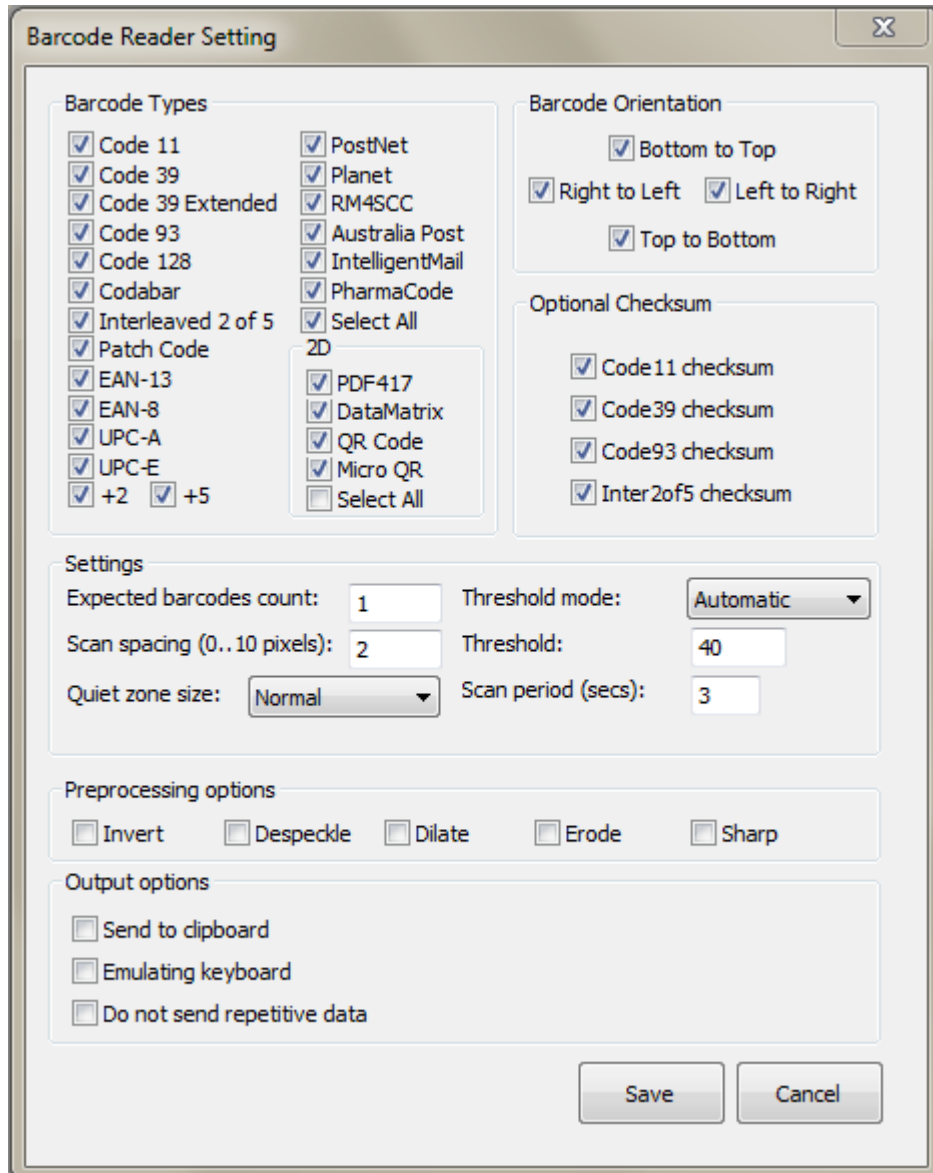 Barcode Reader Setting
Barcode Types
Code 11
Code 39
Code 39 Extended
Code 93
Code 128
Codabar
Interleaved 2 of 5
Patch Code
EAN-13
EAN-8
UPC-A
UPC-E
+2 +5
PostNet
Planet
RM4SCC
Australia Post
IntelligentMail
PharmaCode
Select All
2D
PDF417
DataMatrix
QR Code
Micro QR
Select All
Barcode Orientation
Bottom to Top
Right to Left Left to Right
Top to Bottom
Optional Checksum
Code11 checksum
Code39 checksum
Code93 checksum
Inter2of5 checksum
Settings
Expected barcodes count: 1 Threshold mode: Automatic
Scan spacing (0..10 pixels): 2 Threshold: 40
Quiet zone size: Normal Scan period (secs): 3
Preprocessing options
Invert Despeckle Dilate Erode Sharp
Output options
Send to clipboard
Emulating keyboard
Do not send repetitive data
Save Cancel